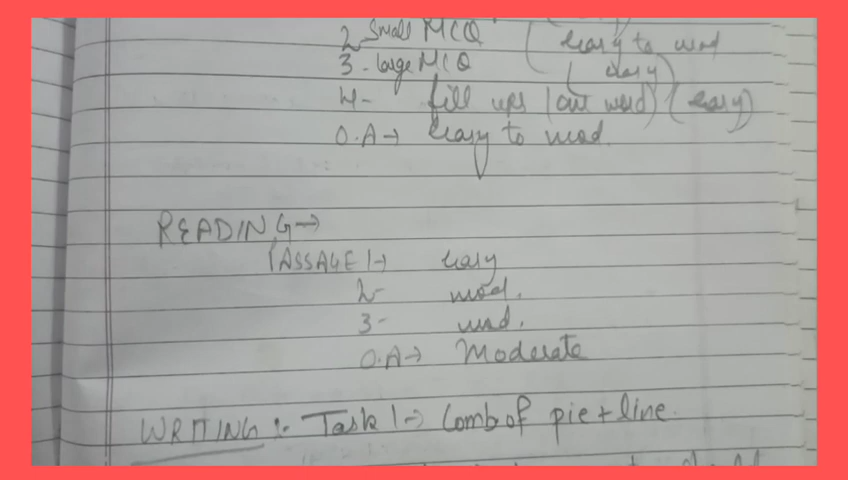 2 Small MCQ ( easy to mod
3 - large MCQ ( easy )
4 - fill ups (one word) (easy)
O.A → easy to mod.
READING →
PASSAGE 1 → easy
2 - mod.
3 - mod.
O.A → Moderate
WRITING :- Task 1 → Comb of pie + line.